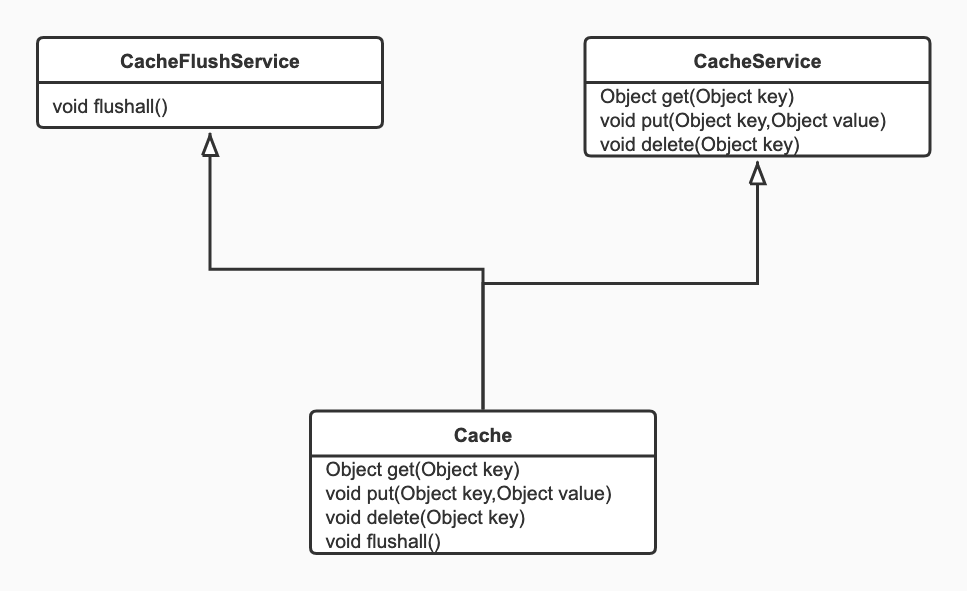 CacheFlushService
void flushall()
CacheService
Object get(Object key)
void put(Object key,Object value)
void delete(Object key)
Cache
Object get(Object key)
void put(Object key,Object value)
void delete(Object key)
void flushall()